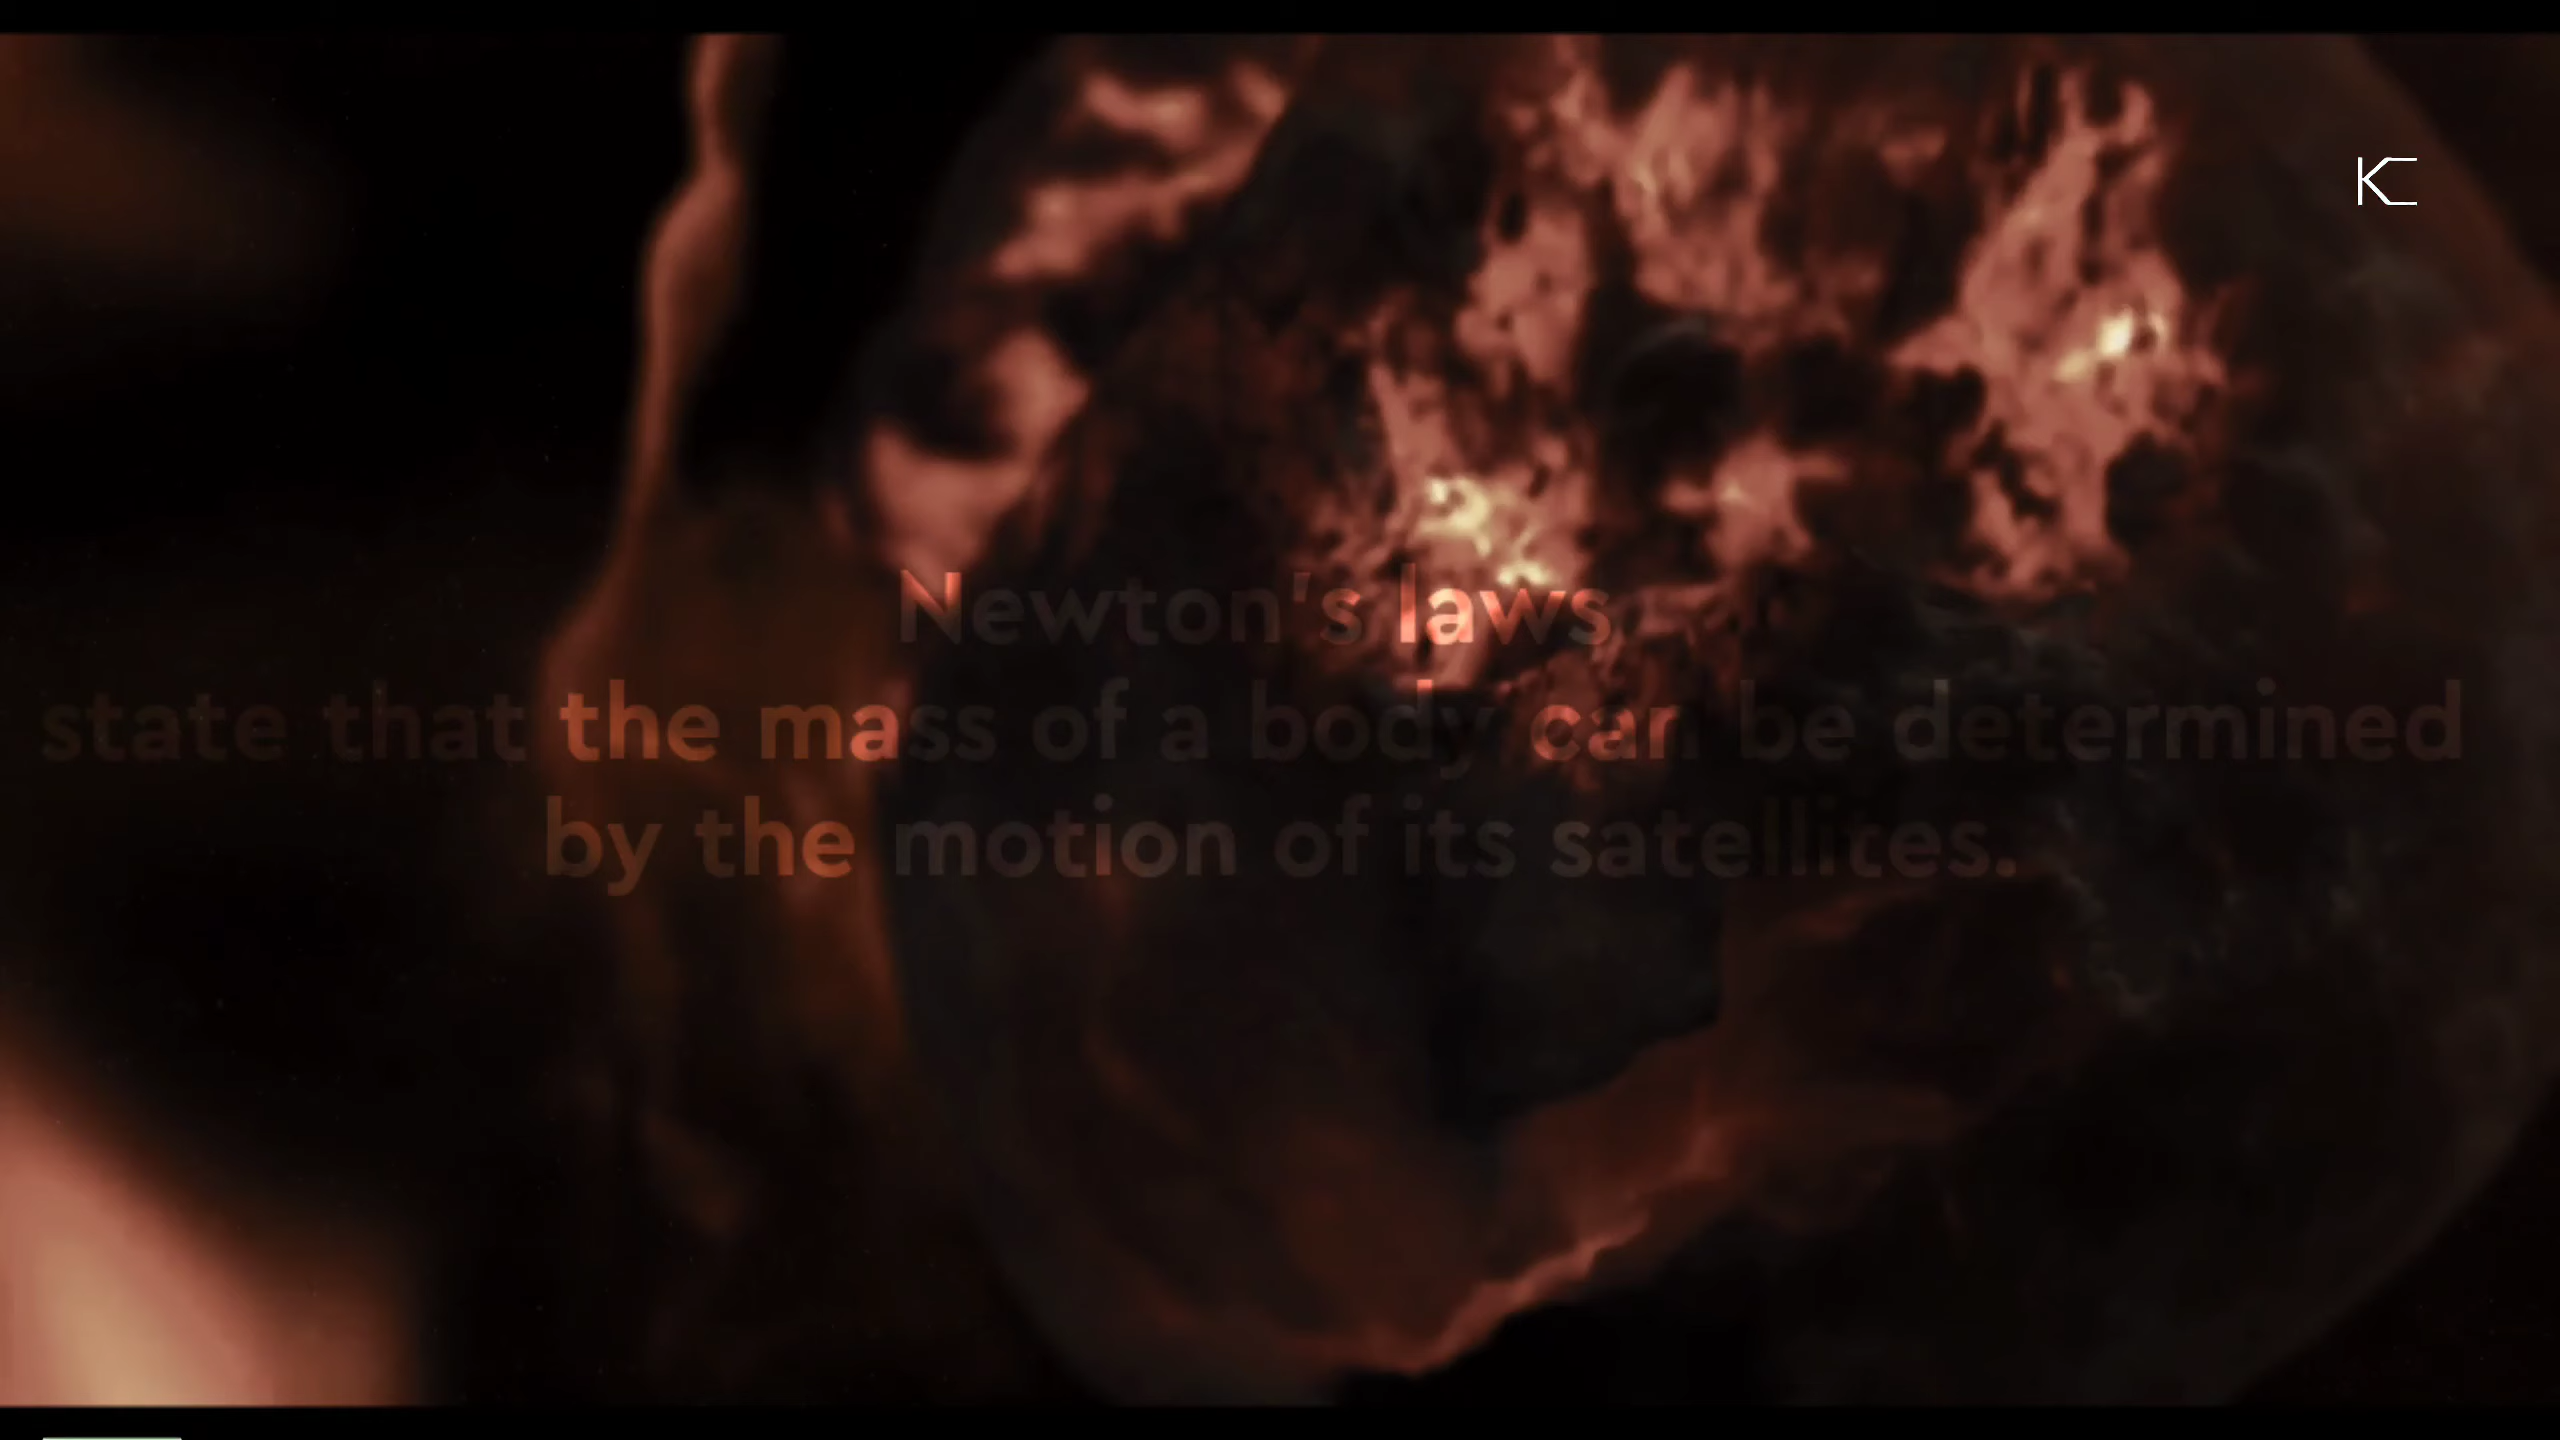 K
Newton's laws
state that the mass of a body can be determined
by the motion of its satellites.